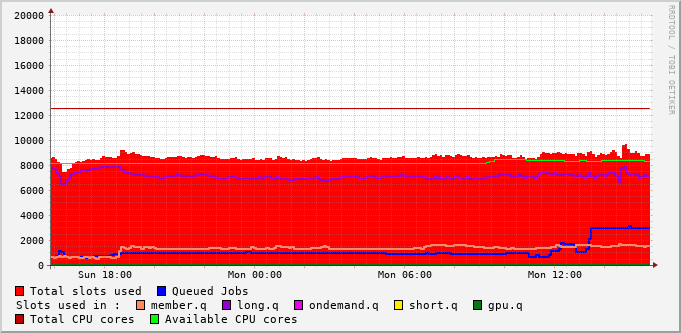 RRDTOOL / TOBI OETIKER
20000
18000
16000
14000
12000
10000
8000
6000
4000
2000
0
Sun 18:00 Mon 00:00 Mon 06:00 Mon 12:00
Total slots used Queued Jobs
Slots used in : member.q long.q ondemand.q short.q gpu.q
Total CPU cores Available CPU cores